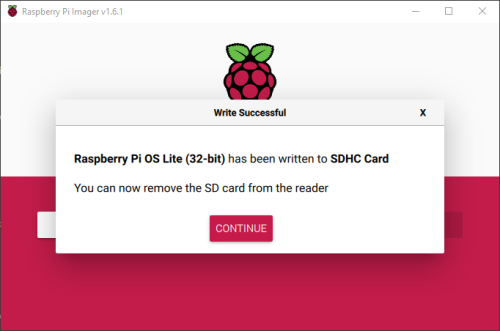 Raspberry Pi Imager v1.6.1
Write Successful
X
Raspberry Pi OS Lite (32-bit) has been written to SDHC Card
You can now remove the SD card from the reader
CONTINUE